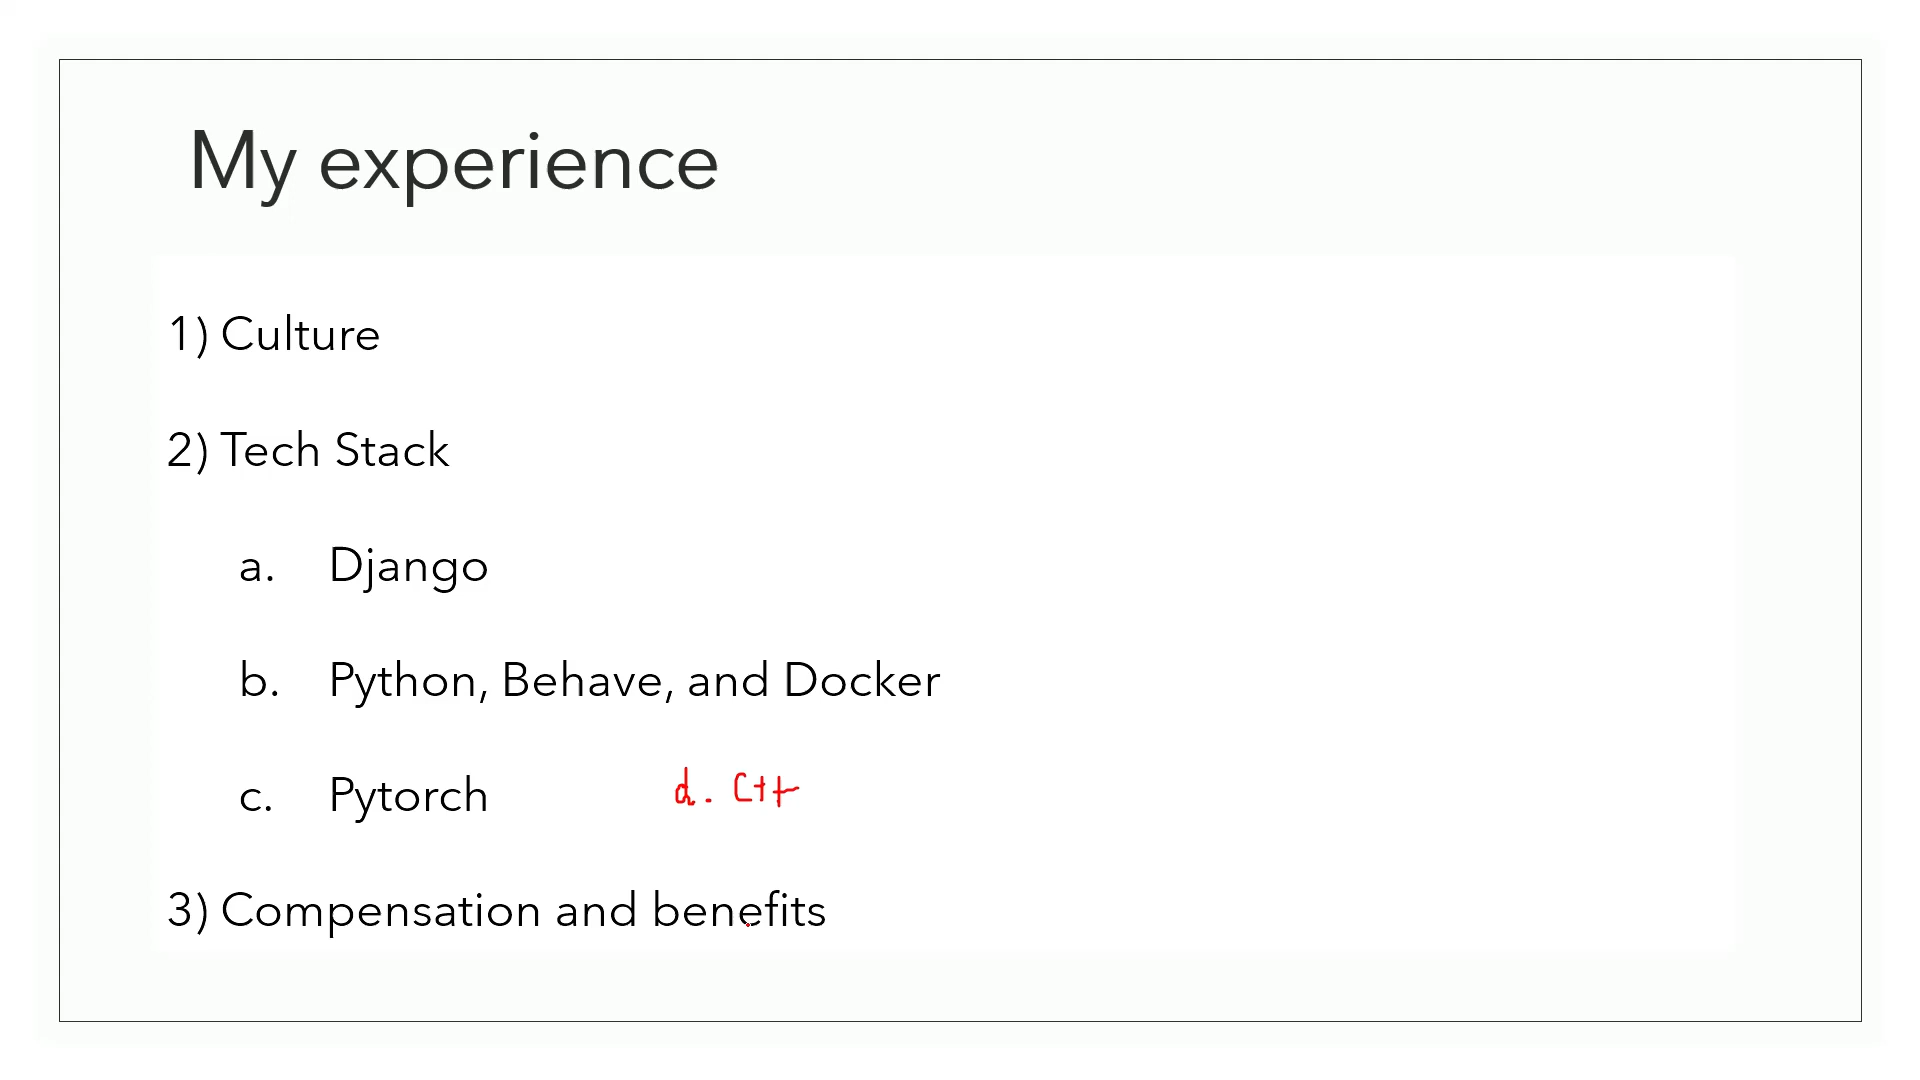 My experience
1) Culture
2) Tech Stack
a. Django
b. Python, Behave, and Docker
c. Pytorch
d. C++
3) Compensation and benefits